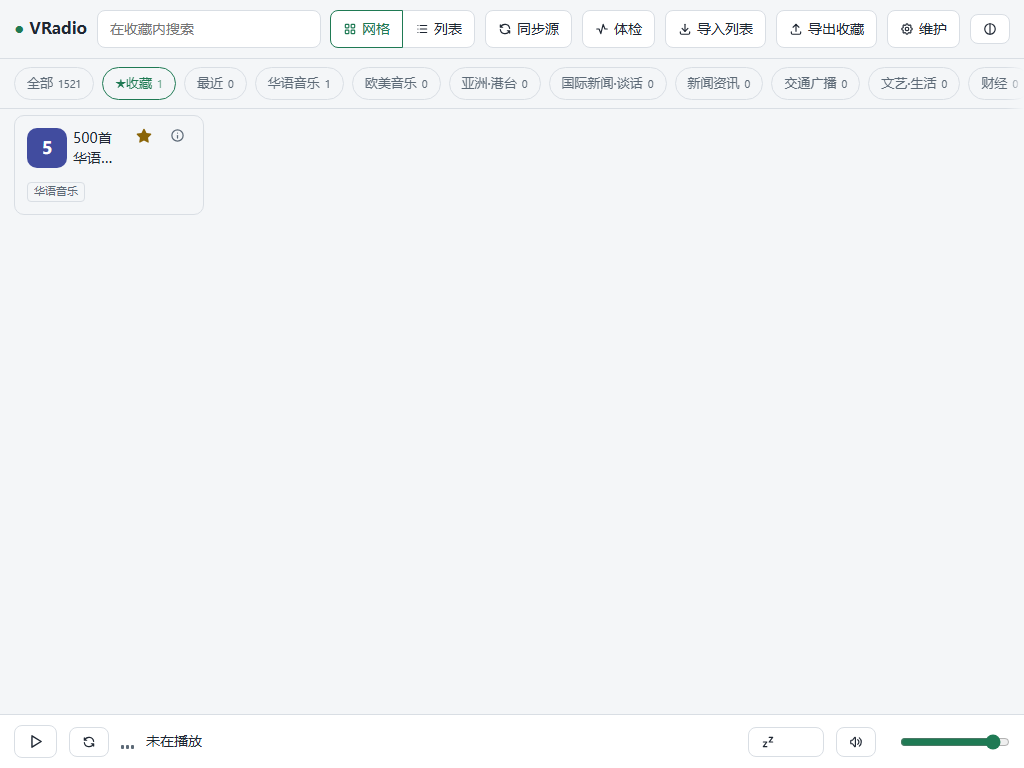 VRadio
在收藏内搜索
网格
列表
同步源
体检
导入列表
导出收藏
维护
全部 1521
★收藏 1
最近 0
华语音乐 1
欧美音乐 0
亚洲·港台 0
国际新闻·谈话 0
新闻资讯 0
交通广播 0
文艺·生活 0
财经 0
5
500首
华语…
华语音乐
未在播放
zz